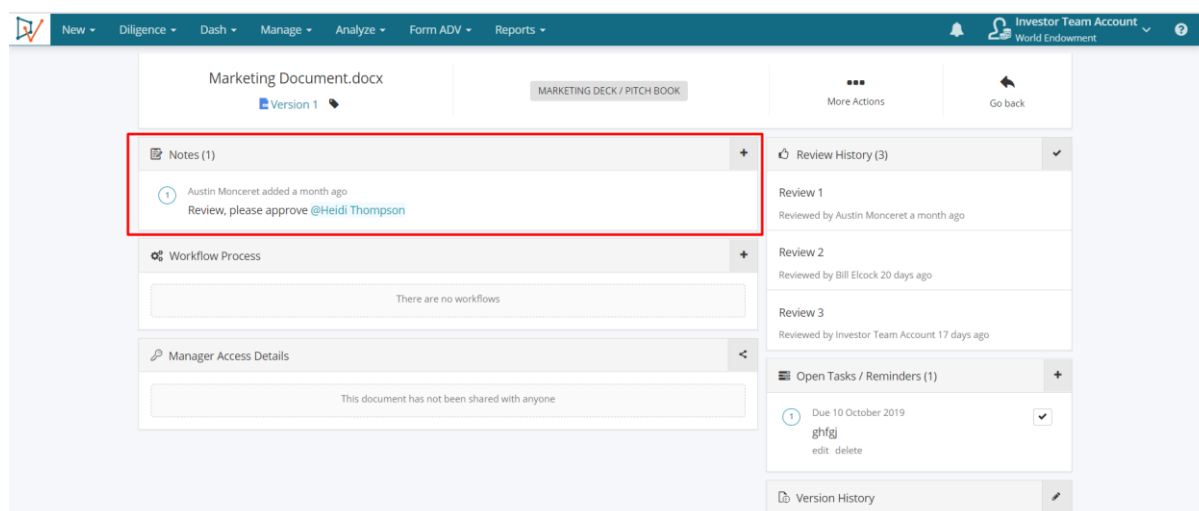 New Diligence Dash Manage Analyze Form ADV Reports
Investor Team Account
World Endowment
Marketing Document.docx
Version 1
MARKETING DECK / PITCH BOOK
More Actions
Go back
Notes (1)
1
Austin Monceret added a month ago
Review, please approve @Heidi Thompson
Workflow Process
There are no workflows
Manager Access Details
This document has not been shared with anyone
Review History (3)
Review 1
Reviewed by Austin Monceret a month ago
Review 2
Reviewed by Bill Elcock 20 days ago
Review 3
Reviewed by Investor Team Account 17 days ago
Open Tasks / Reminders (1)
1
Due 10 October 2019
ghfgj
edit delete
Version History